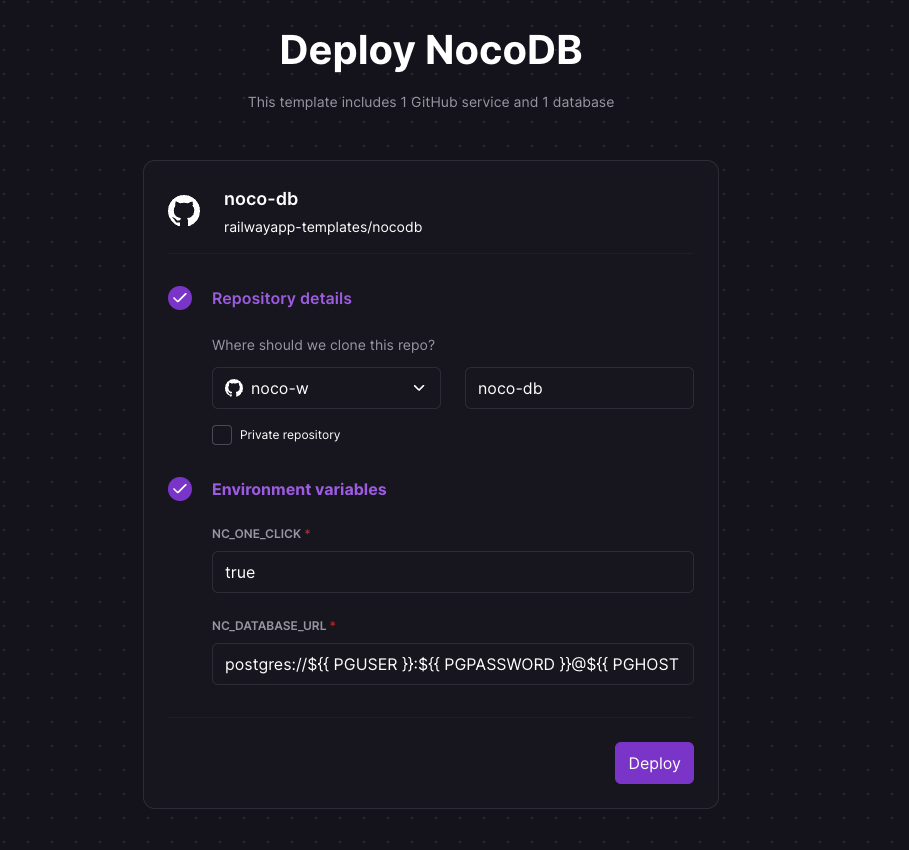 Deploy NocoDB
This template includes 1 GitHub service and 1 database
noco-db
railwayapp-templates/nocodb
Repository details
Where should we clone this repo?
noco-w
noco-db
Private repository
Environment variables
NC_ONE_CLICK *
true
NC_DATABASE_URL *
postgres://${{ PGUSER }}:${{ PGPASSWORD }}@${{ PGHOST
Deploy